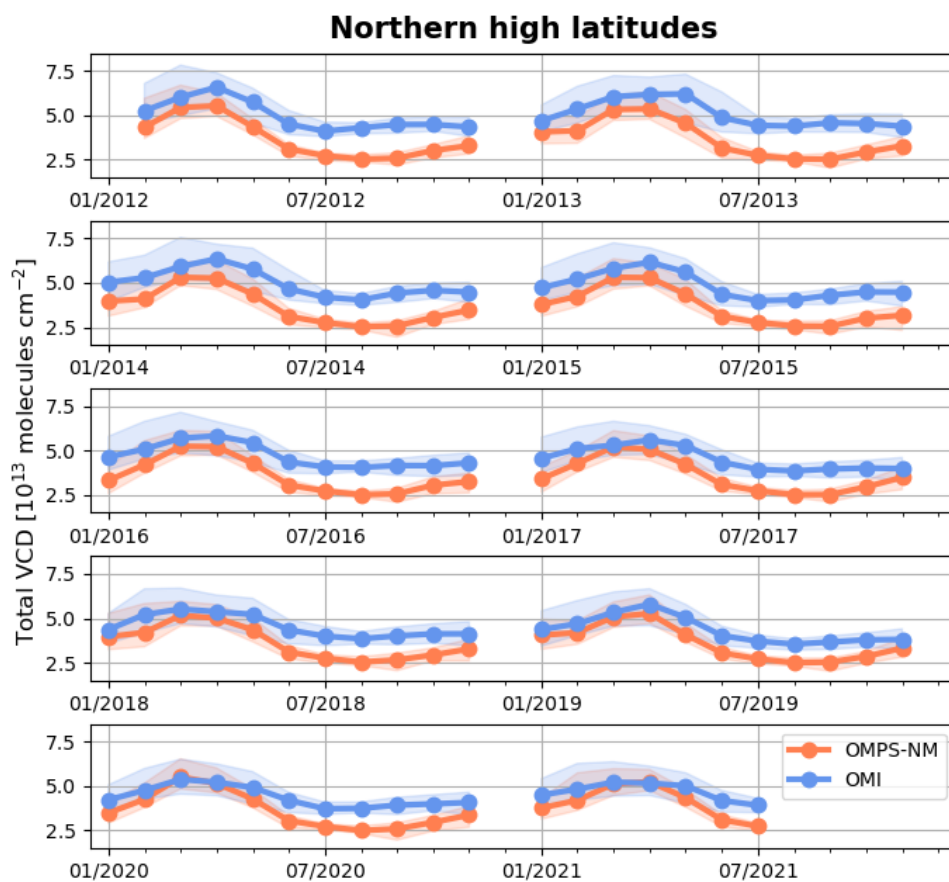 Northern high latitudes
Total VCD [10¹³ molecules cm⁻²]
7.5
5.0
2.5
01/2012 07/2012 01/2013 07/2013
7.5
5.0
2.5
01/2014 07/2014 01/2015 07/2015
7.5
5.0
2.5
01/2016 07/2016 01/2017 07/2017
7.5
5.0
2.5
01/2018 07/2018 01/2019 07/2019
7.5
5.0
2.5
OMPS-NM
OMI
01/2020 07/2020 01/2021 07/2021